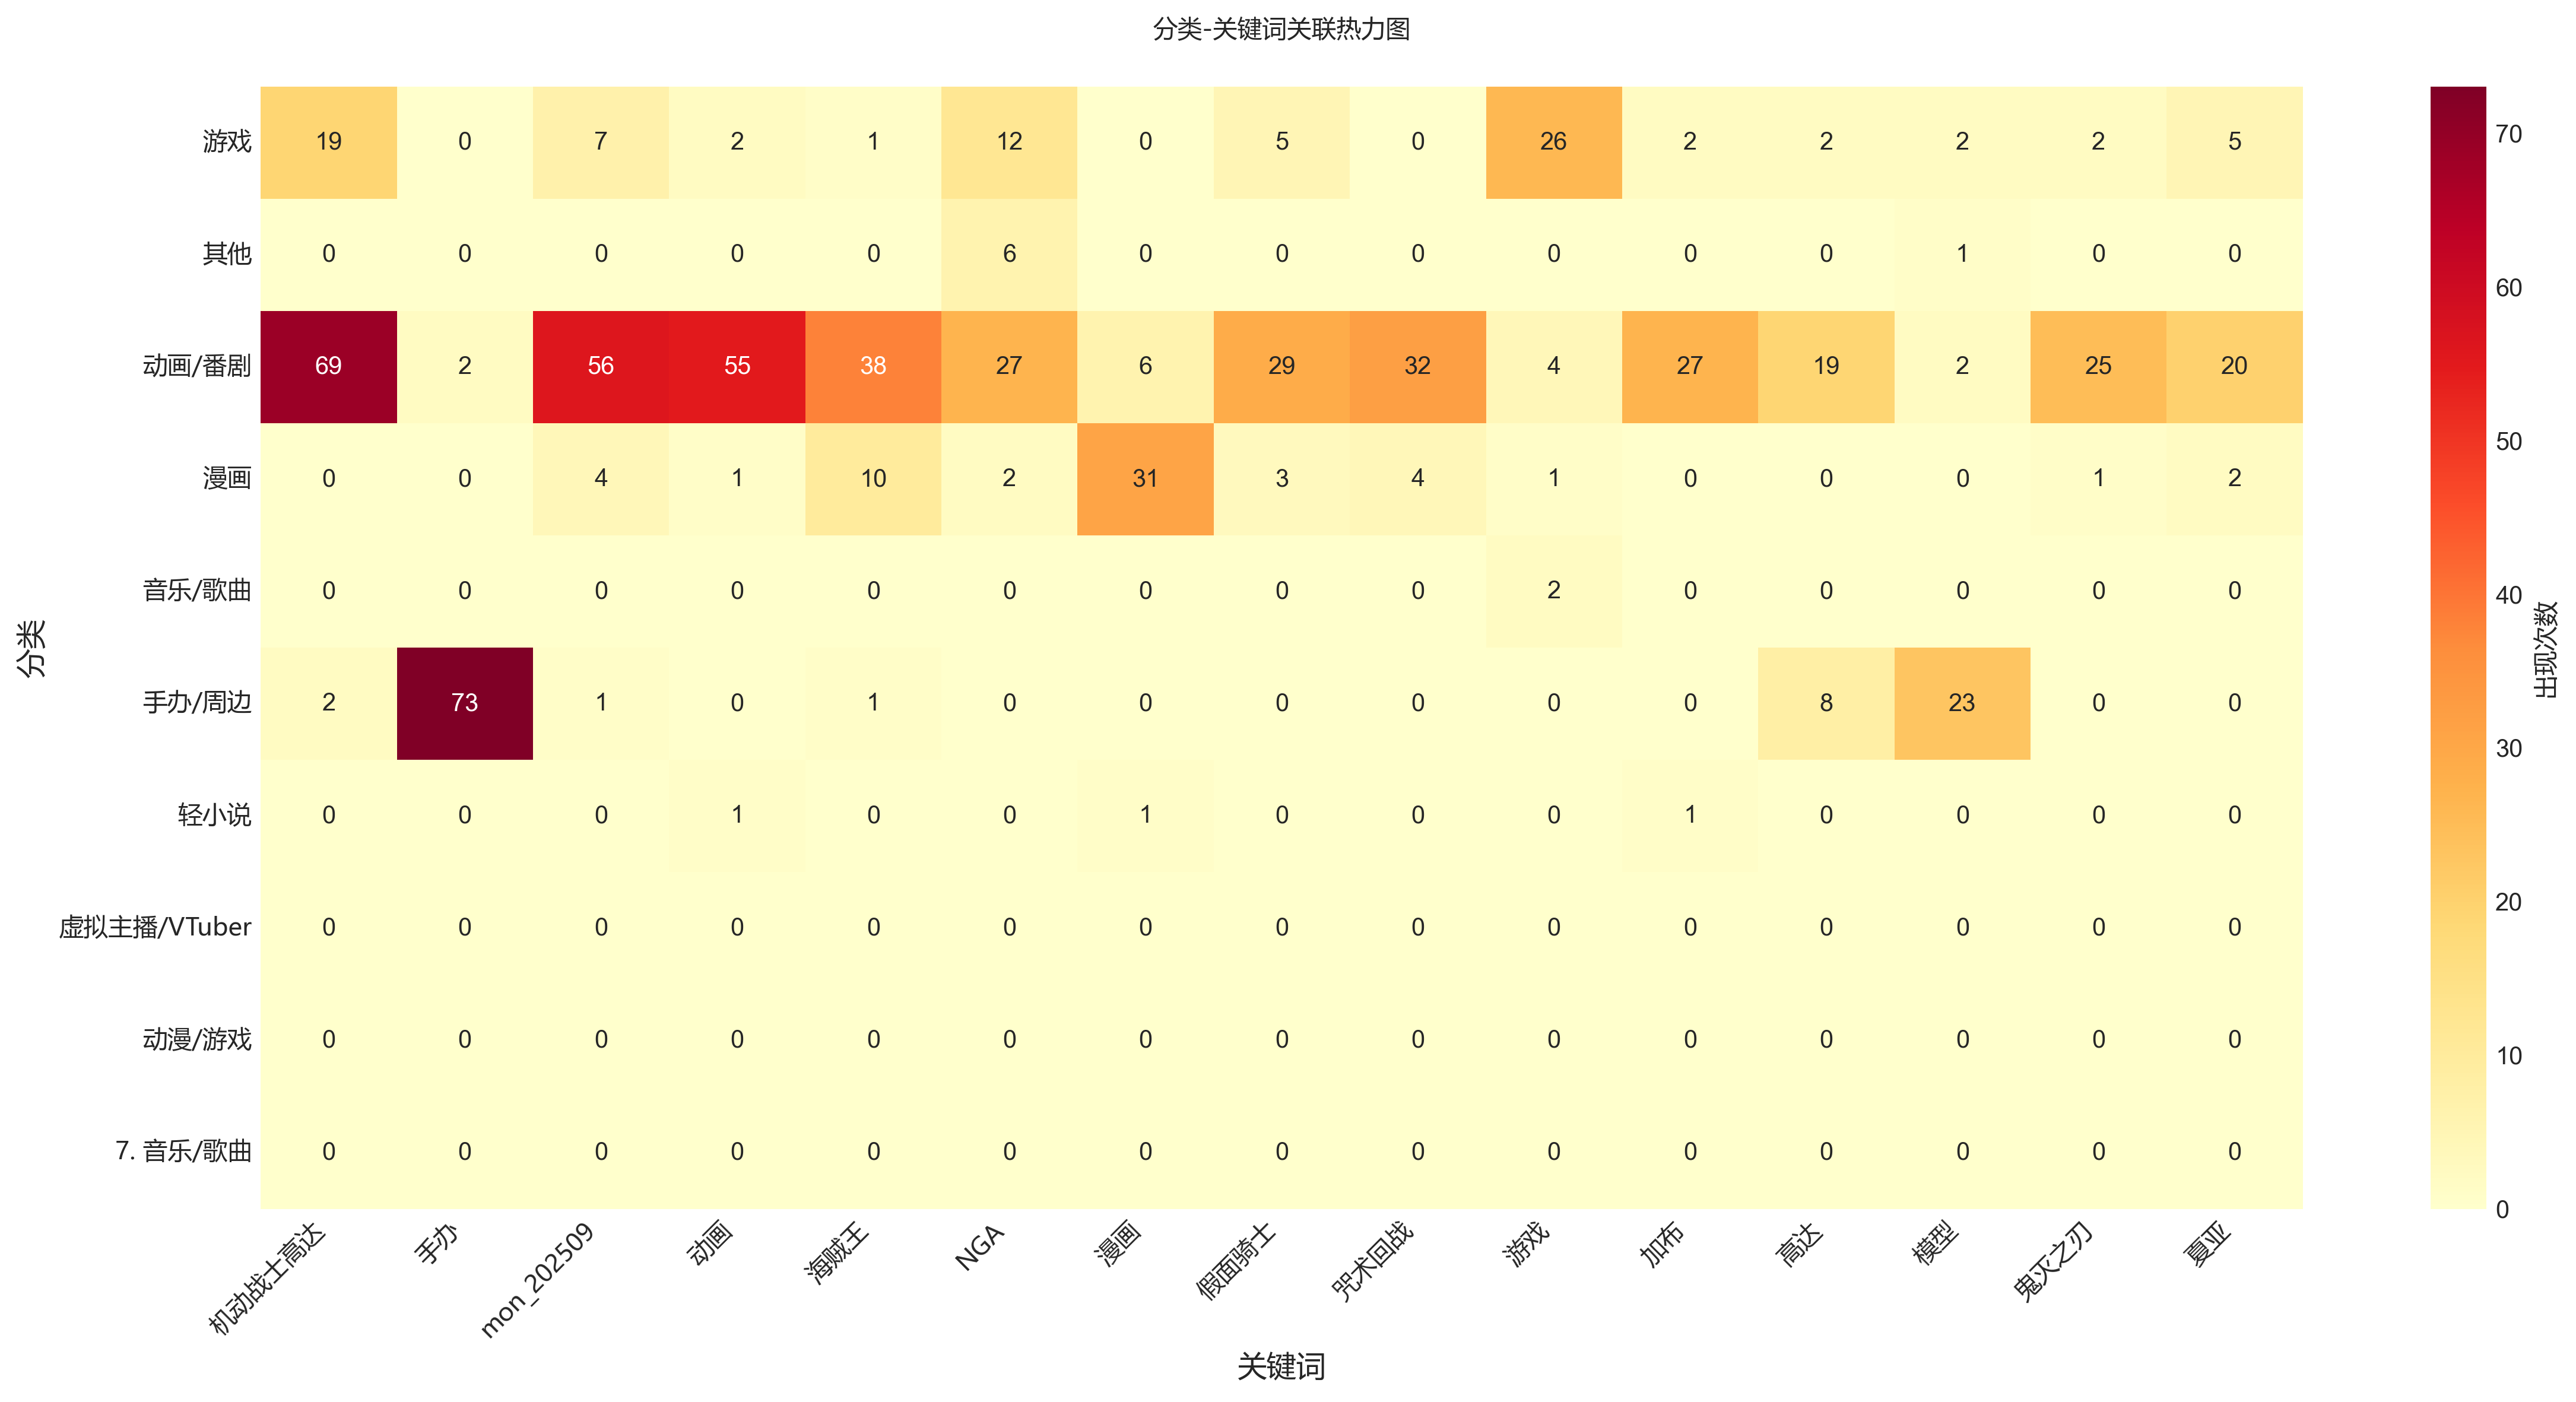 分类-关键词关联热力图
分类
游戏 19 0 7 2 1 12 0 5 0 26 2 2 2 2 5
其他 0 0 0 0 0 6 0 0 0 0 0 0 1 0 0
动画/番剧 69 2 56 55 38 27 6 29 32 4 27 19 2 25 20
漫画 0 0 4 1 10 2 31 3 4 1 0 0 0 1 2
音乐/歌曲 0 0 0 0 0 0 0 0 0 2 0 0 0 0 0
手办/周边 2 73 1 0 1 0 0 0 0 0 0 8 23 0 0
轻小说 0 0 0 1 0 0 1 0 0 0 1 0 0 0 0
虚拟主播/VTuber 0 0 0 0 0 0 0 0 0 0 0 0 0 0 0
动漫/游戏 0 0 0 0 0 0 0 0 0 0 0 0 0 0 0
7. 音乐/歌曲 0 0 0 0 0 0 0 0 0 0 0 0 0 0 0
机动战士高达 手办 mon_202509 动画 海贼王 NGA 漫画 假面骑士 咒术回战 游戏 加布 高达 模型 鬼灭之刃 夏亚
关键词
70
60
50
40
30
20
10
0
出现次数